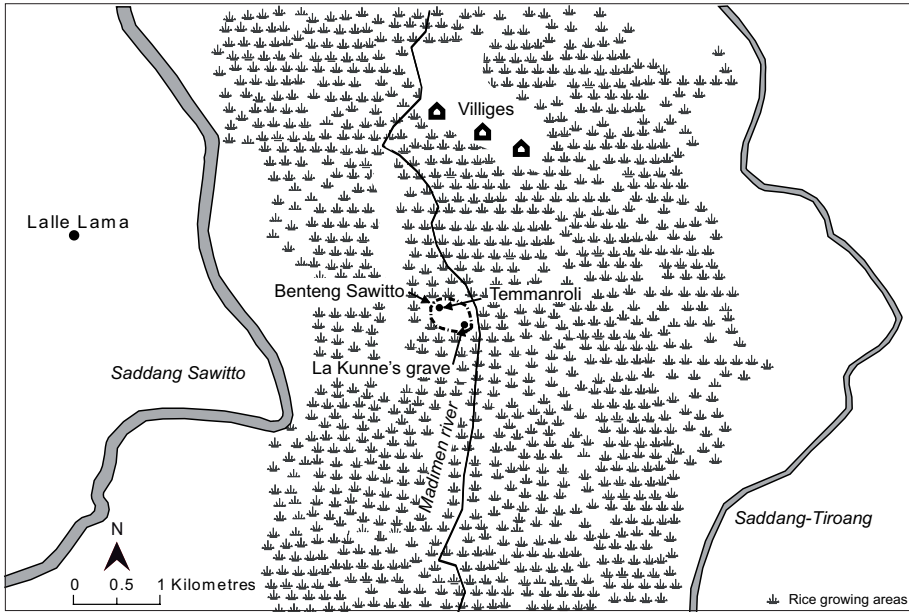 Villiges
Lalle Lama
Benteng Sawitto
Temmanroli
La Kunne's grave
Saddang Sawitto
Madimen river
Saddang-Tiroang
N
0 0.5 1 Kilometres
Rice growing areas